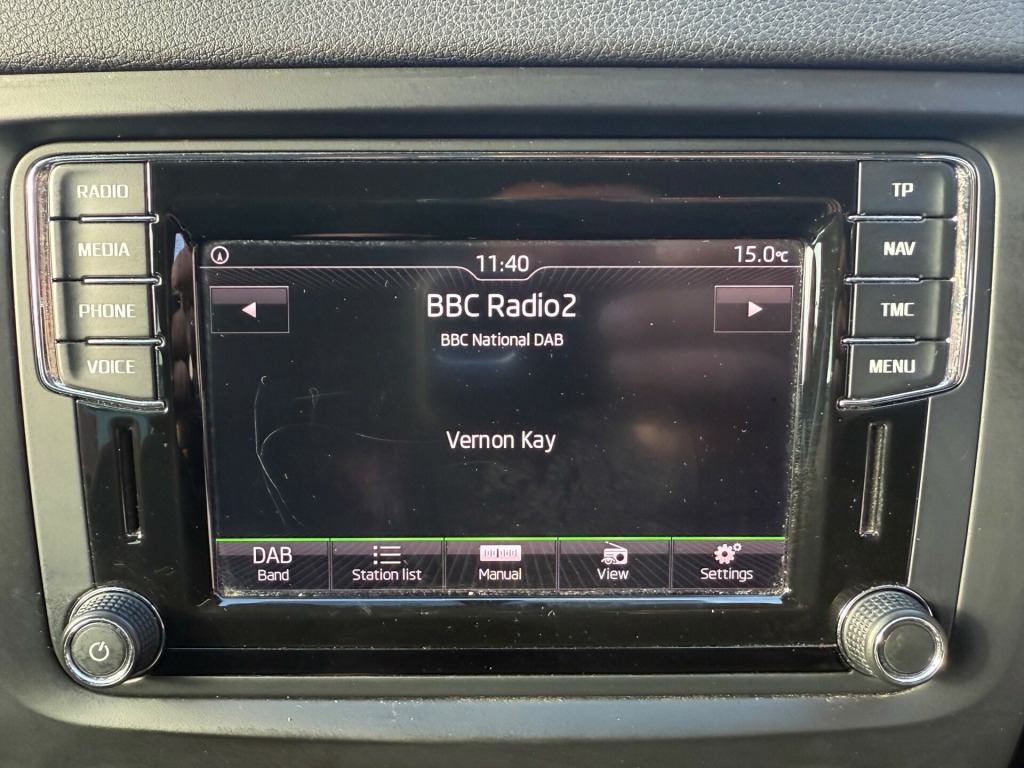 RADIO
MEDIA
PHONE
VOICE
TP
NAV
TMC
MENU
11:40
15.0°C
BBC Radio2
BBC National DAB
Vernon Kay
DAB
Band
Station list
Manual
View
Settings